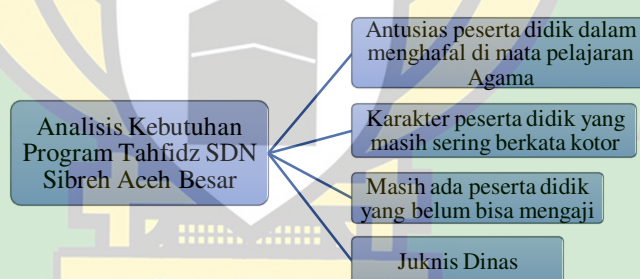 Analisis Kebutuhan
Program Tahfidz SDN
Sibreh Aceh Besar
Antusias peserta didik dalam
menghafal di mata pelajaran
Agama
Karakter peserta didik yang
masih sering berkata kotor
Masih ada peserta didik
yang belum bisa mengaji
Juknis Dinas